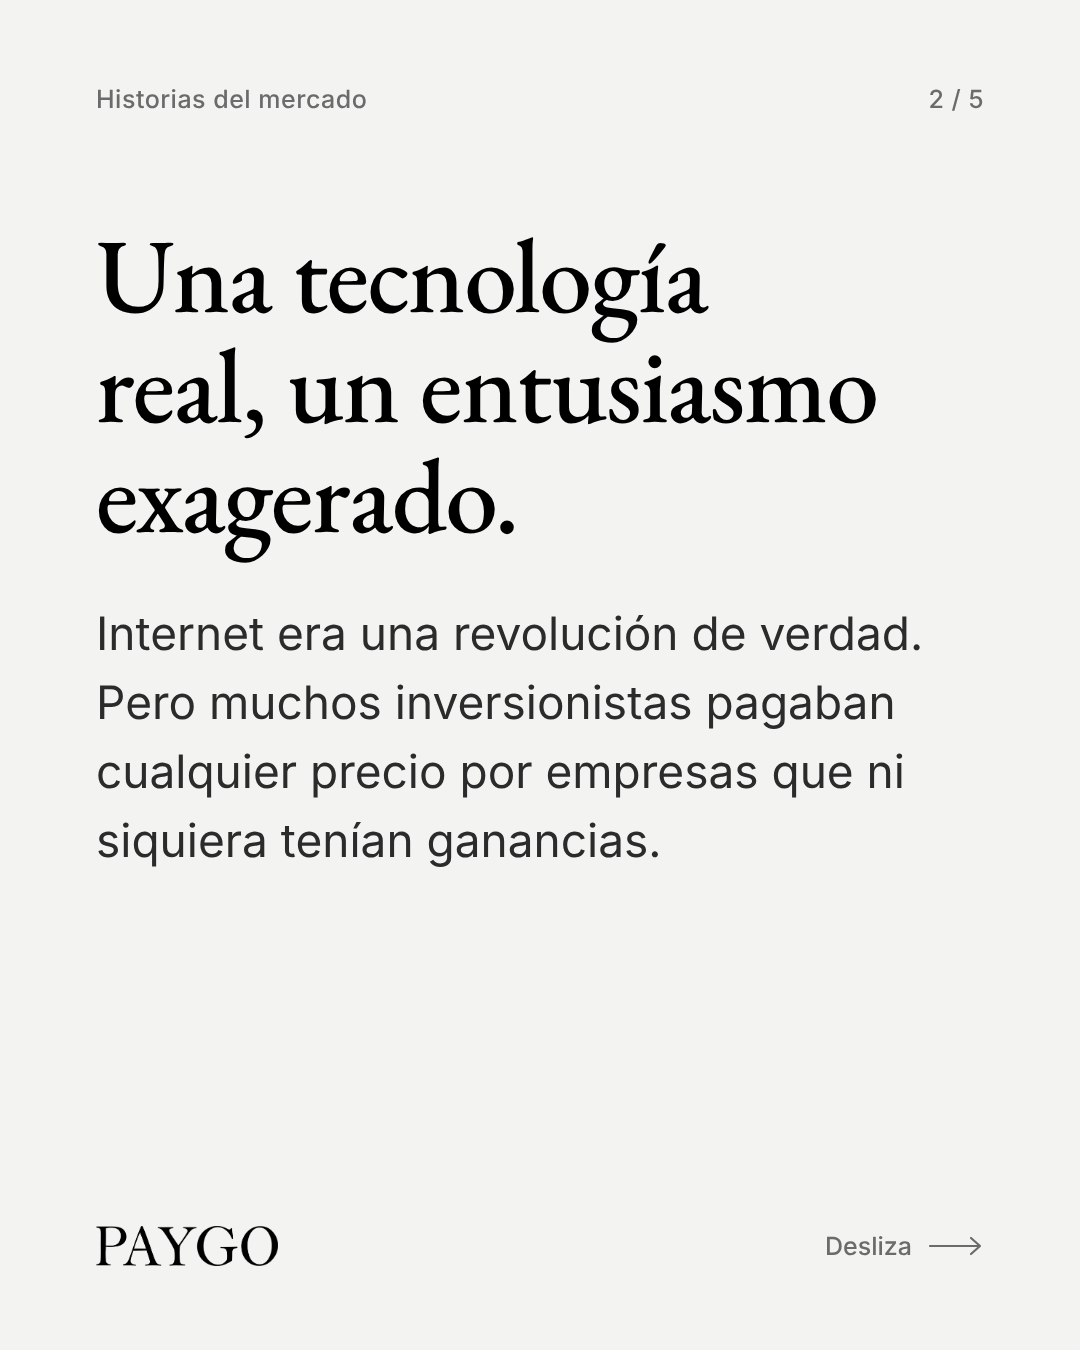 Historias del mercado
2 / 5
Una tecnología
real, un entusiasmo
exagerado.
Internet era una revolución de verdad.
Pero muchos inversionistas pagaban
cualquier precio por empresas que ni
siquiera tenían ganancias.
PAYGO
Desliza